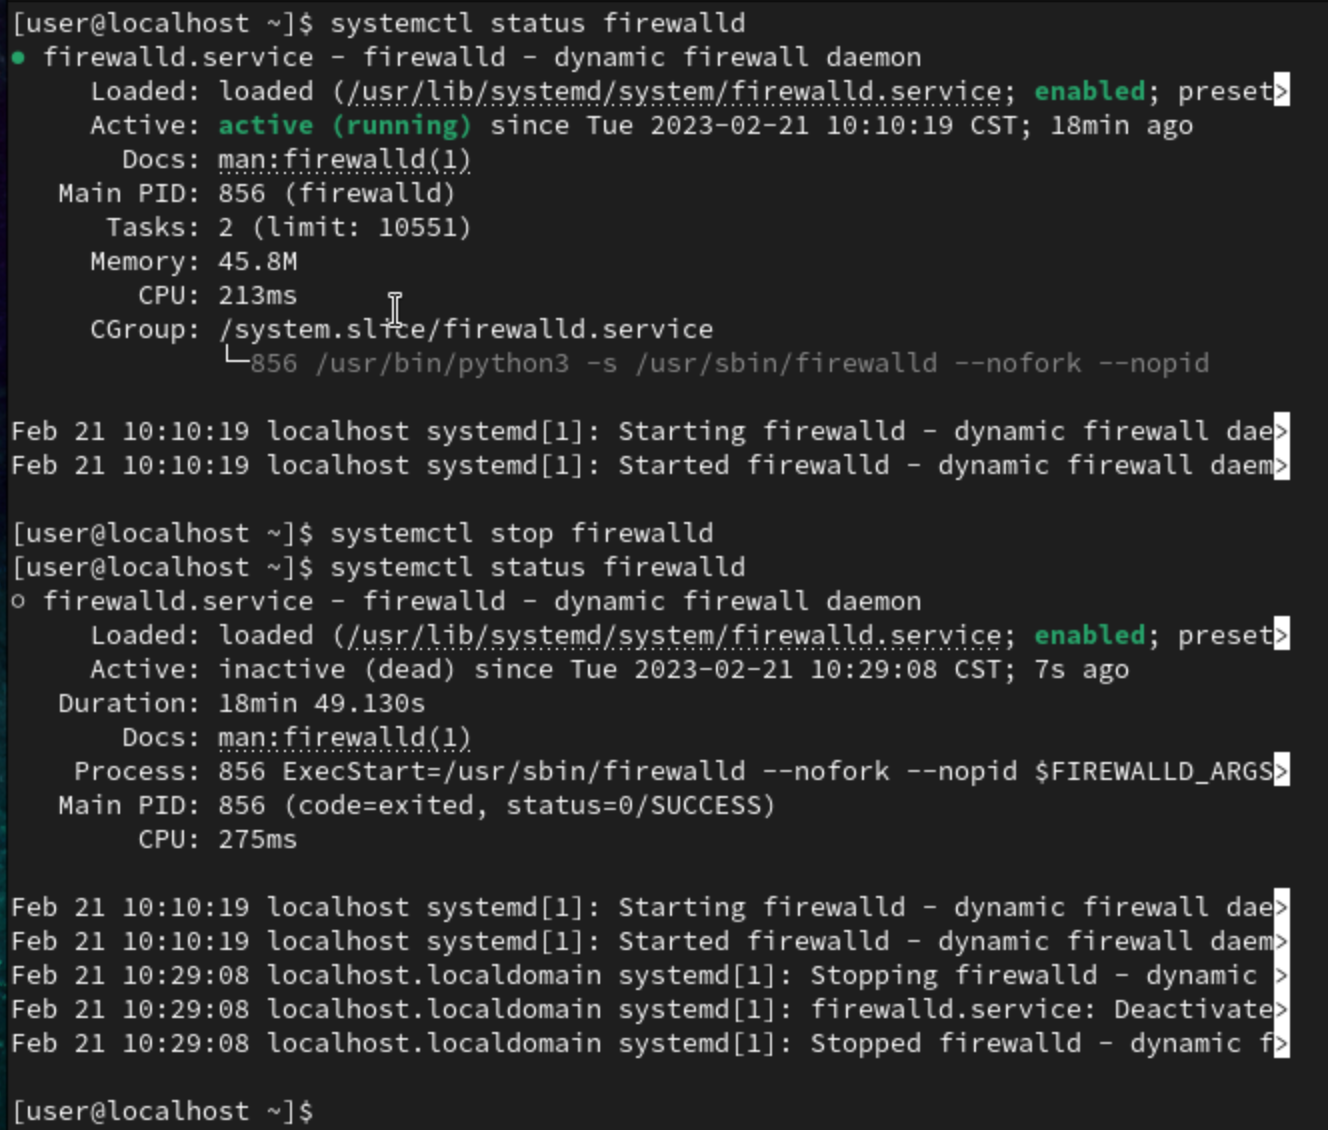 [user@localhost ~]$ systemctl status firewalld
● firewalld.service - firewalld - dynamic firewall daemon
     Loaded: loaded (/usr/lib/systemd/system/firewalld.service; enabled; preset>
     Active: active (running) since Tue 2023-02-21 10:10:19 CST; 18min ago
       Docs: man:firewalld(1)
   Main PID: 856 (firewalld)
      Tasks: 2 (limit: 10551)
     Memory: 45.8M
        CPU: 213ms
     CGroup: /system.slice/firewalld.service
             └─856 /usr/bin/python3 -s /usr/sbin/firewalld --nofork --nopid

Feb 21 10:10:19 localhost systemd[1]: Starting firewalld - dynamic firewall dae>
Feb 21 10:10:19 localhost systemd[1]: Started firewalld - dynamic firewall daem>

[user@localhost ~]$ systemctl stop firewalld
[user@localhost ~]$ systemctl status firewalld
○ firewalld.service - firewalld - dynamic firewall daemon
     Loaded: loaded (/usr/lib/systemd/system/firewalld.service; enabled; preset>
     Active: inactive (dead) since Tue 2023-02-21 10:29:08 CST; 7s ago
   Duration: 18min 49.130s
       Docs: man:firewalld(1)
    Process: 856 ExecStart=/usr/sbin/firewalld --nofork --nopid $FIREWALLD_ARGS>
   Main PID: 856 (code=exited, status=0/SUCCESS)
        CPU: 275ms

Feb 21 10:10:19 localhost systemd[1]: Starting firewalld - dynamic firewall dae>
Feb 21 10:10:19 localhost systemd[1]: Started firewalld - dynamic firewall daem>
Feb 21 10:29:08 localhost.localdomain systemd[1]: Stopping firewalld - dynamic >
Feb 21 10:29:08 localhost.localdomain systemd[1]: firewalld.service: Deactivate>
Feb 21 10:29:08 localhost.localdomain systemd[1]: Stopped firewalld - dynamic f>

[user@localhost ~]$